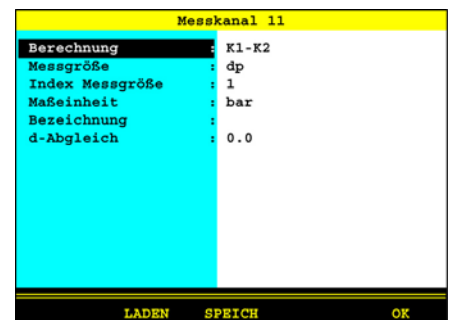 Messkanal 11
Berechnung : K1-K2
Messgröße : dp
Index Messgröße : 1
Maßeinheit : bar
Bezeichnung :
d-Abgleich : 0.0
LADEN SPEICH OK